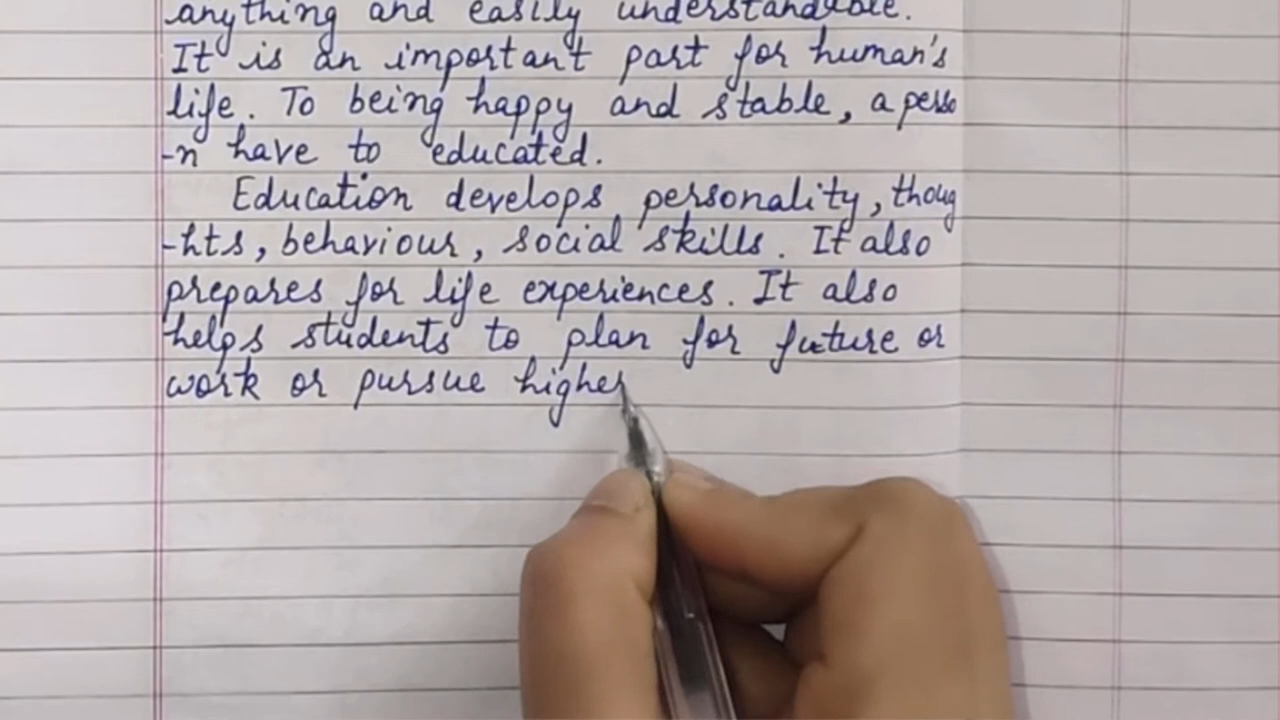 anything and easily understandable.
It is an important part for human's
life. To being happy and stable, a perso
-n have to educated.
Education develops personality, thoug
-hts, behaviour, social skills. It also
prepares for life experiences. It also
helps students to plan for future or
work or pursue higher